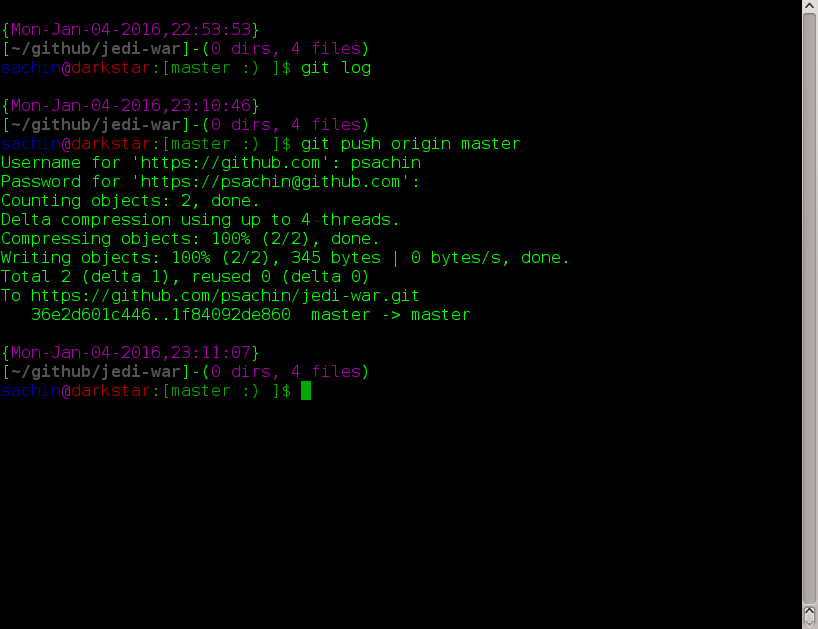 {Mon-Jan-04-2016,22:53:53}
[~/github/jedi-war]-(0 dirs, 4 files)
sachin@darkstar:[master :) ]$ git log
{Mon-Jan-04-2016,23:10:46}
[~/github/jedi-war]-(0 dirs, 4 files)
sachin@darkstar:[master :) ]$ git push origin master
Username for 'https://github.com': psachin
Password for 'https://psachin@github.com':
Counting objects: 2, done.
Delta compression using up to 4 threads.
Compressing objects: 100% (2/2), done.
Writing objects: 100% (2/2), 345 bytes | 0 bytes/s, done.
Total 2 (delta 1), reused 0 (delta 0)
To https://github.com/psachin/jedi-war.git
   36e2d601c446..1f84092de860  master -> master
{Mon-Jan-04-2016,23:11:07}
[~/github/jedi-war]-(0 dirs, 4 files)
sachin@darkstar:[master :) ]$